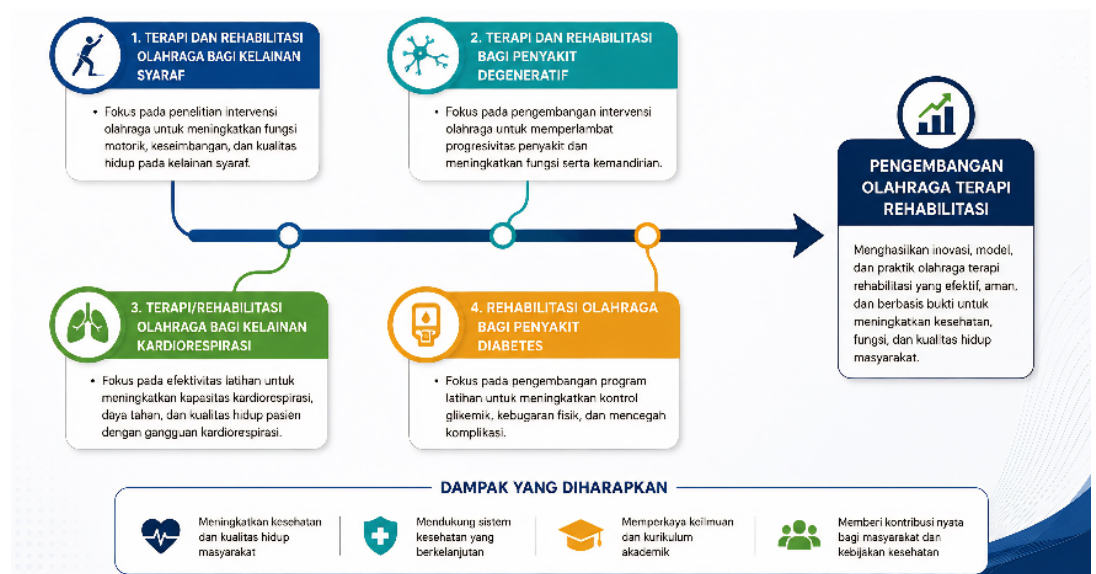 1. TERAPI DAN REHABILITASI
OLAHRAGA BAGI KELAINAN
SYARAF
• Fokus pada penelitian intervensi
olahraga untuk meningkatkan fungsi
motorik, keseimbangan, dan kualitas
hidup pada kelainan syaraf.
2. TERAPI DAN REHABILITASI
BAGI PENYAKIT
DEGENERATIF
• Fokus pada pengembangan intervensi
olahraga untuk memperlambat
progresivitas penyakit dan
meningkatkan fungsi serta kemandirian.
3. TERAPI/REHABILITASI
OLAHRAGA BAGI KELAINAN
KARDIORESPIRASI
• Fokus pada efektivitas latihan untuk
meningkatkan kapasitas kardiorespirasi,
daya tahan, dan kualitas hidup pasien
dengan gangguan kardiorespirasi.
4. REHABILITASI OLAHRAGA
BAGI PENYAKIT
DIABETES
• Fokus pada pengembangan program
latihan untuk meningkatkan kontrol
glikemik, kebugaran fisik, dan mencegah
komplikasi.
PENGEMBANGAN
OLAHRAGA TERAPI
REHABILITASI
Menghasilkan inovasi, model,
dan praktik olahraga terapi
rehabilitasi yang efektif, aman,
dan berbasis bukti untuk
meningkatkan kesehatan,
fungsi, dan kualitas hidup
masyarakat.
DAMPAK YANG DIHARAPKAN
Meningkatkan kesehatan
dan kualitas hidup
masyarakat
Mendukung sistem
kesehatan yang
berkelanjutan
Memperkaya keilmuan
dan kurikulum
akademik
Memberi kontribusi nyata
bagi masyarakat dan
kebijakan kesehatan